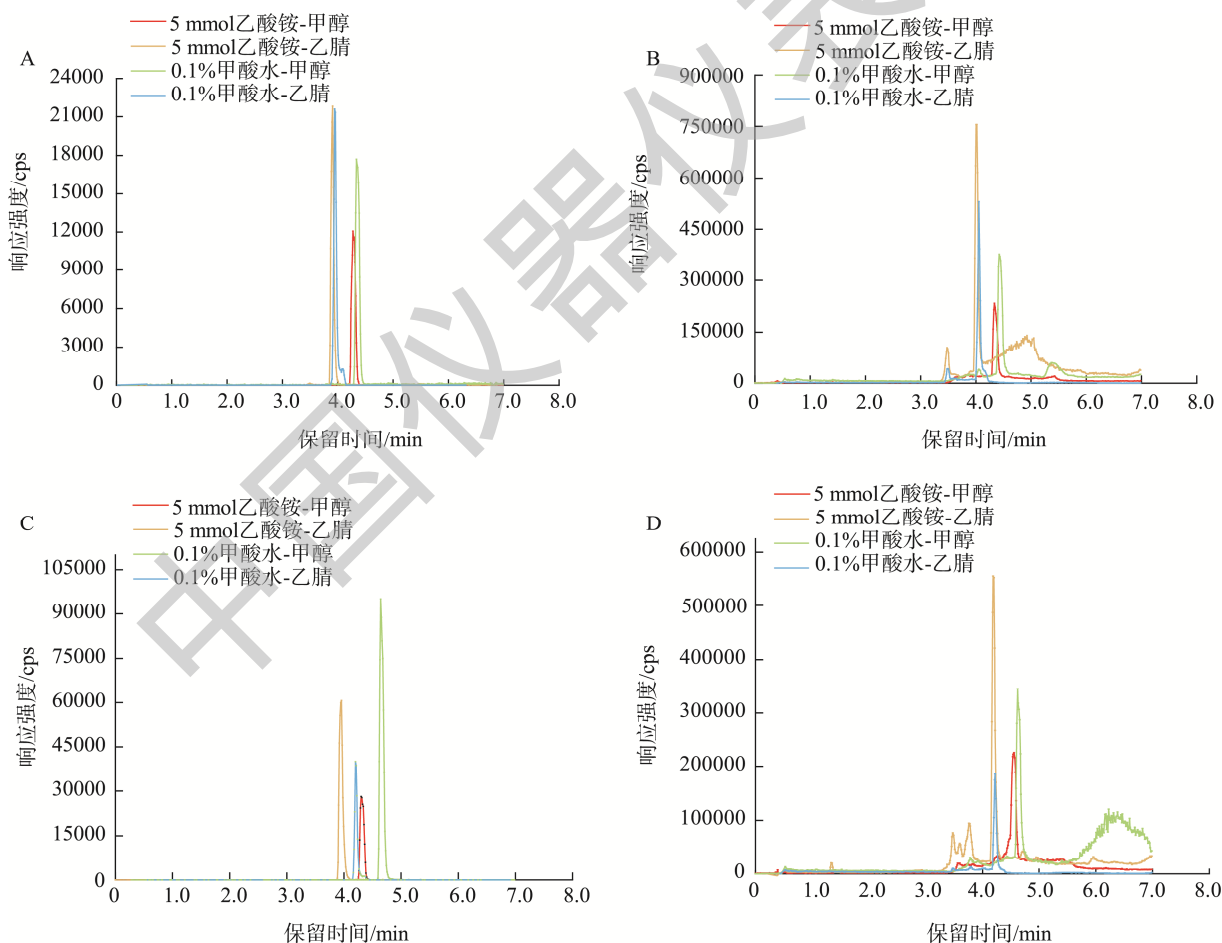 A
5 mmol乙酸铵-甲醇
5 mmol乙酸铵-乙腈
0.1%甲酸水-甲醇
0.1%甲酸水-乙腈
24000
21000
18000
15000
12000
9000
6000
3000
0
响应强度/cps
0 1.0 2.0 3.0 4.0 5.0 6.0 7.0 8.0
保留时间/min
B
5 mmol乙酸铵-甲醇
5 mmol乙酸铵-乙腈
0.1%甲酸水-甲醇
0.1%甲酸水-乙腈
900000
750000
600000
450000
300000
150000
0
响应强度/cps
0 1.0 2.0 3.0 4.0 5.0 6.0 7.0 8.0
保留时间/min
C
5 mmol乙酸铵-甲醇
5 mmol乙酸铵-乙腈
0.1%甲酸水-甲醇
0.1%甲酸水-乙腈
105000
90000
75000
60000
45000
30000
15000
0
响应强度/cps
0 1.0 2.0 3.0 4.0 5.0 6.0 7.0 8.0
保留时间/min
D
5 mmol乙酸铵-甲醇
5 mmol乙酸铵-乙腈
0.1%甲酸水-甲醇
0.1%甲酸水-乙腈
600000
500000
400000
300000
200000
100000
0
响应强度/cps
0 1.0 2.0 3.0 4.0 5.0 6.0 7.0 8.0
保留时间/min
中国仪器仪